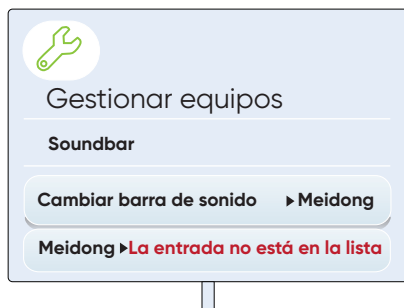 Gestionar equipos
Soundbar
Cambiar barra de sonido ▸Meidong
Meidong ▸La entrada no está en la lista